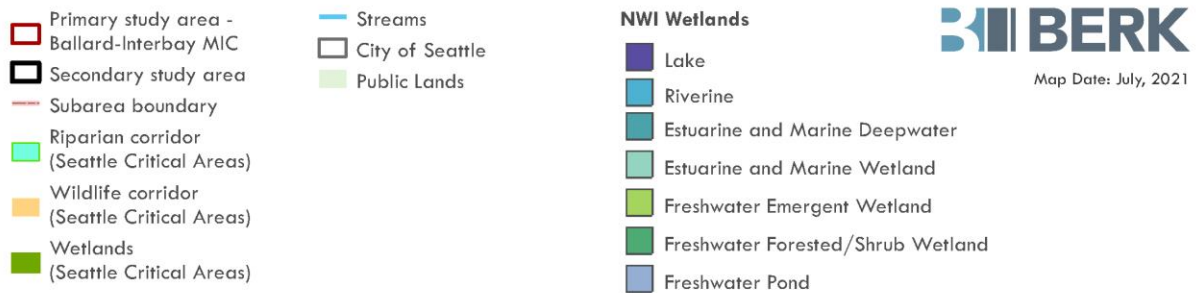 Primary study area -
Ballard-Interbay MIC
Secondary study area
Subarea boundary
Riparian corridor
(Seattle Critical Areas)
Wildlife corridor
(Seattle Critical Areas)
Wetlands
(Seattle Critical Areas)
Streams
City of Seattle
Public Lands
NWI Wetlands
Lake
Riverine
Estuarine and Marine Deepwater
Estuarine and Marine Wetland
Freshwater Emergent Wetland
Freshwater Forested/Shrub Wetland
Freshwater Pond
BERK
Map Date: July, 2021